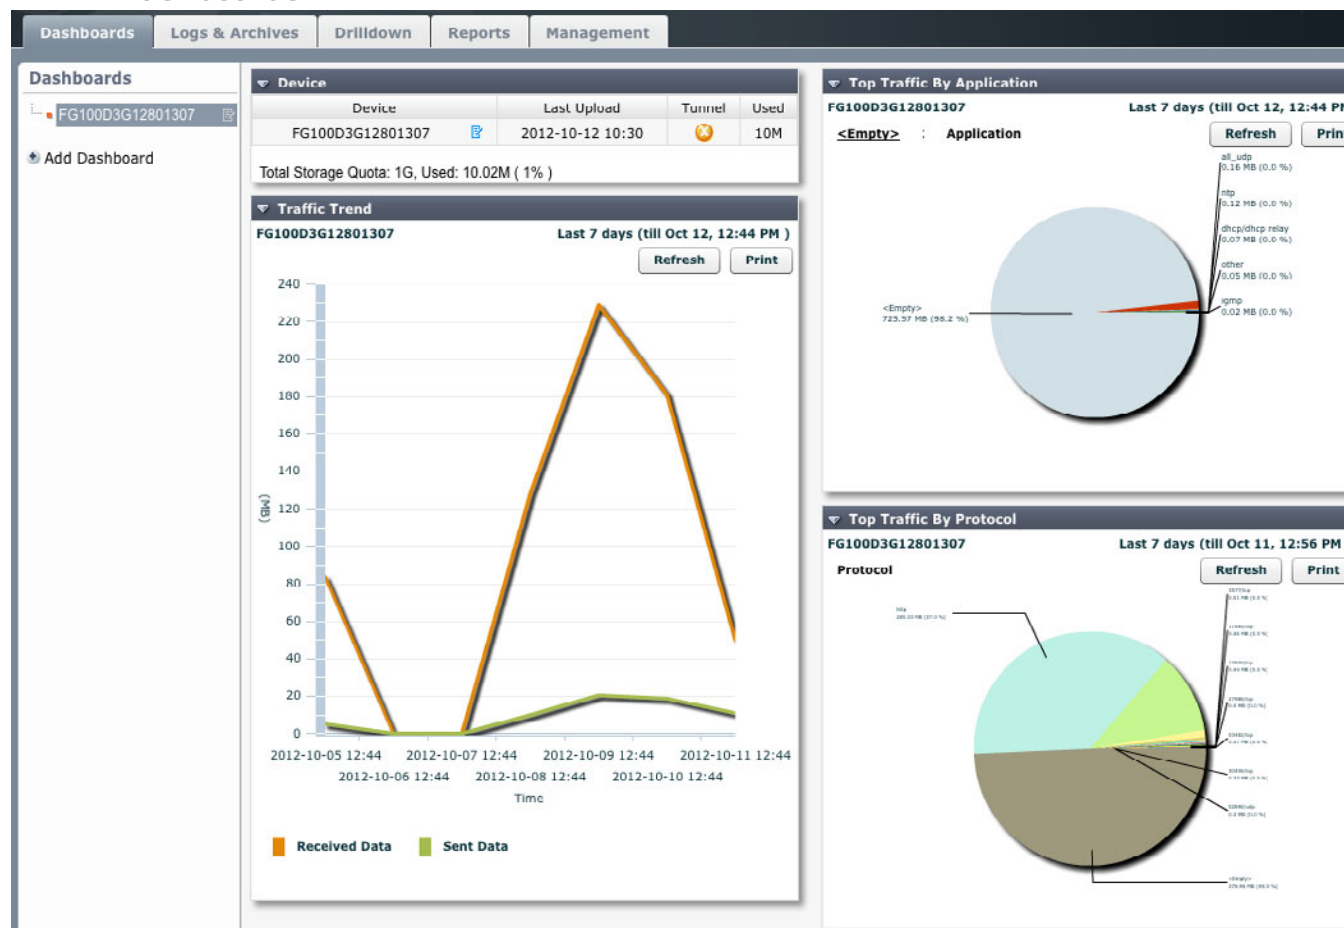 Dashboards
Logs & Archives
Drilldown
Reports
Management
Dashboards
FG100D3G12801307
Add Dashboard
Device
Device Last Upload Tunnel Used
FG100D3G12801307 2012-10-12 10:30 10M
Total Storage Quota: 1G, Used: 10.02M ( 1% )
Traffic Trend
FG100D3G12801307 Last 7 days (till Oct 12, 12:44 PM )
Refresh Print
240
220
200
180
160
140
120
100
80
60
40
20
0
(MB)
2012-10-05 12:44 2012-10-07 12:44 2012-10-09 12:44 2012-10-11 12:44
2012-10-06 12:44 2012-10-08 12:44 2012-10-10 12:44
Time
Received Data Sent Data
Top Traffic By Application
FG100D3G12801307 Last 7 days (till Oct 12, 12:44 PM
<Empty> : Application
Refresh Print
all_udp
0.16 MB (0.0 %)
ntp
0.12 MB (0.0 %)
dhcp/dhcp relay
0.07 MB (0.0 %)
other
0.05 MB (0.0 %)
igmp
0.02 MB (0.0 %)
<Empty>
MB (98.2 %)
Top Traffic By Protocol
FG100D3G12801307 Last 7 days (till Oct 11, 12:56 PM
Protocol
Refresh Print
<Empty>